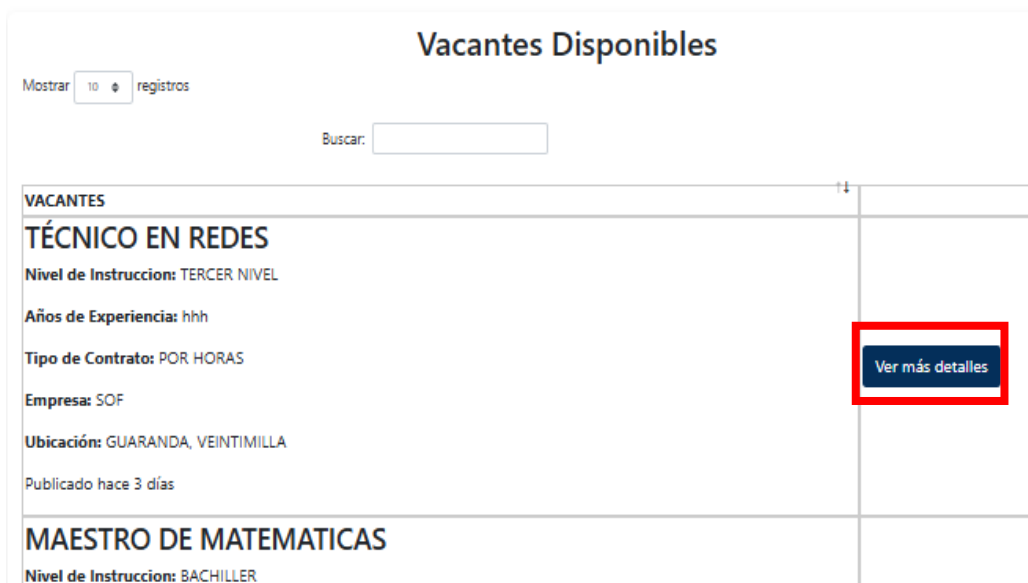 Vacantes Disponibles
Mostrar 10 registros
Buscar:
VACANTES
TÉCNICO EN REDES
Nivel de Instruccion: TERCER NIVEL
Años de Experiencia: hhh
Tipo de Contrato: POR HORAS
Ver más detalles
Empresa: SOF
Ubicación: GUARANDA, VEINTIMILLA
Publicado hace 3 días
MAESTRO DE MATEMATICAS
Nivel de Instruccion: BACHILLER